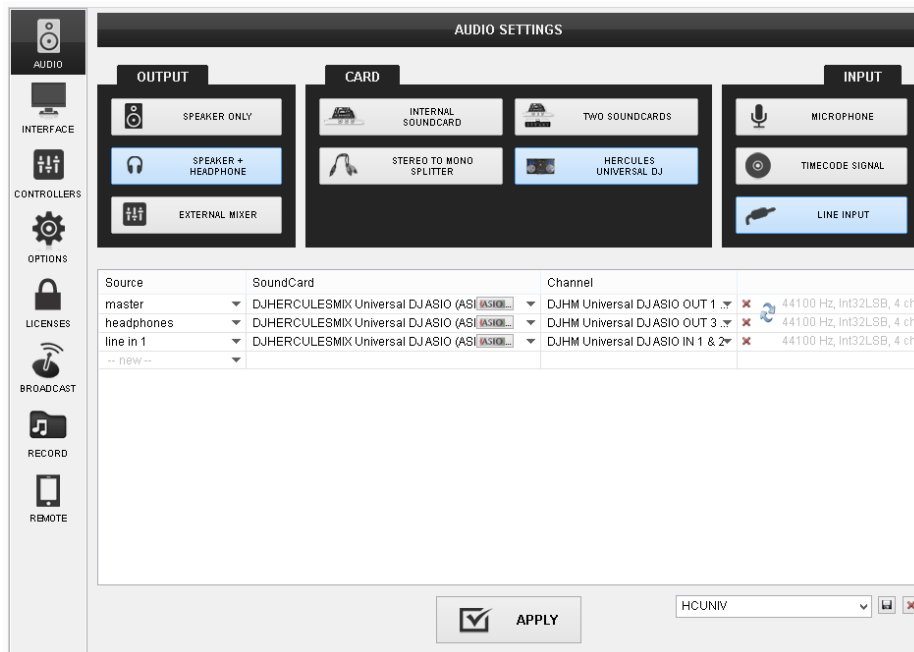 AUDIO SETTINGS
AUDIO
INTERFACE
CONTROLLERS
OPTIONS
LICENSES
BROADCAST
RECORD
REMOTE
OUTPUT
SPEAKER ONLY
SPEAKER +
HEADPHONE
EXTERNAL MIXER
CARD
INTERNAL
SOUNDCARD
TWO SOUNDCARDS
STEREO TO MONO
SPLITTER
HERCULES
UNIVERSAL DJ
INPUT
MICROPHONE
TIMECODE SIGNAL
LINE INPUT
Source SoundCard Channel
master DJHERCULESMIX Universal DJ ASIO (ASI ASIO... DJHM Universal DJ ASIO OUT 1 .. 44100 Hz, Int32LSB, 4 ch
headphones DJHERCULESMIX Universal DJ ASIO (ASI ASIO... DJHM Universal DJ ASIO OUT 3 .. 44100 Hz, Int32LSB, 4 ch
line in 1 DJHERCULESMIX Universal DJ ASIO (ASI ASIO... DJHM Universal DJ ASIO IN 1 & 2 44100 Hz, Int32LSB, 4 ch
-- new --
APPLY
HCUNIV